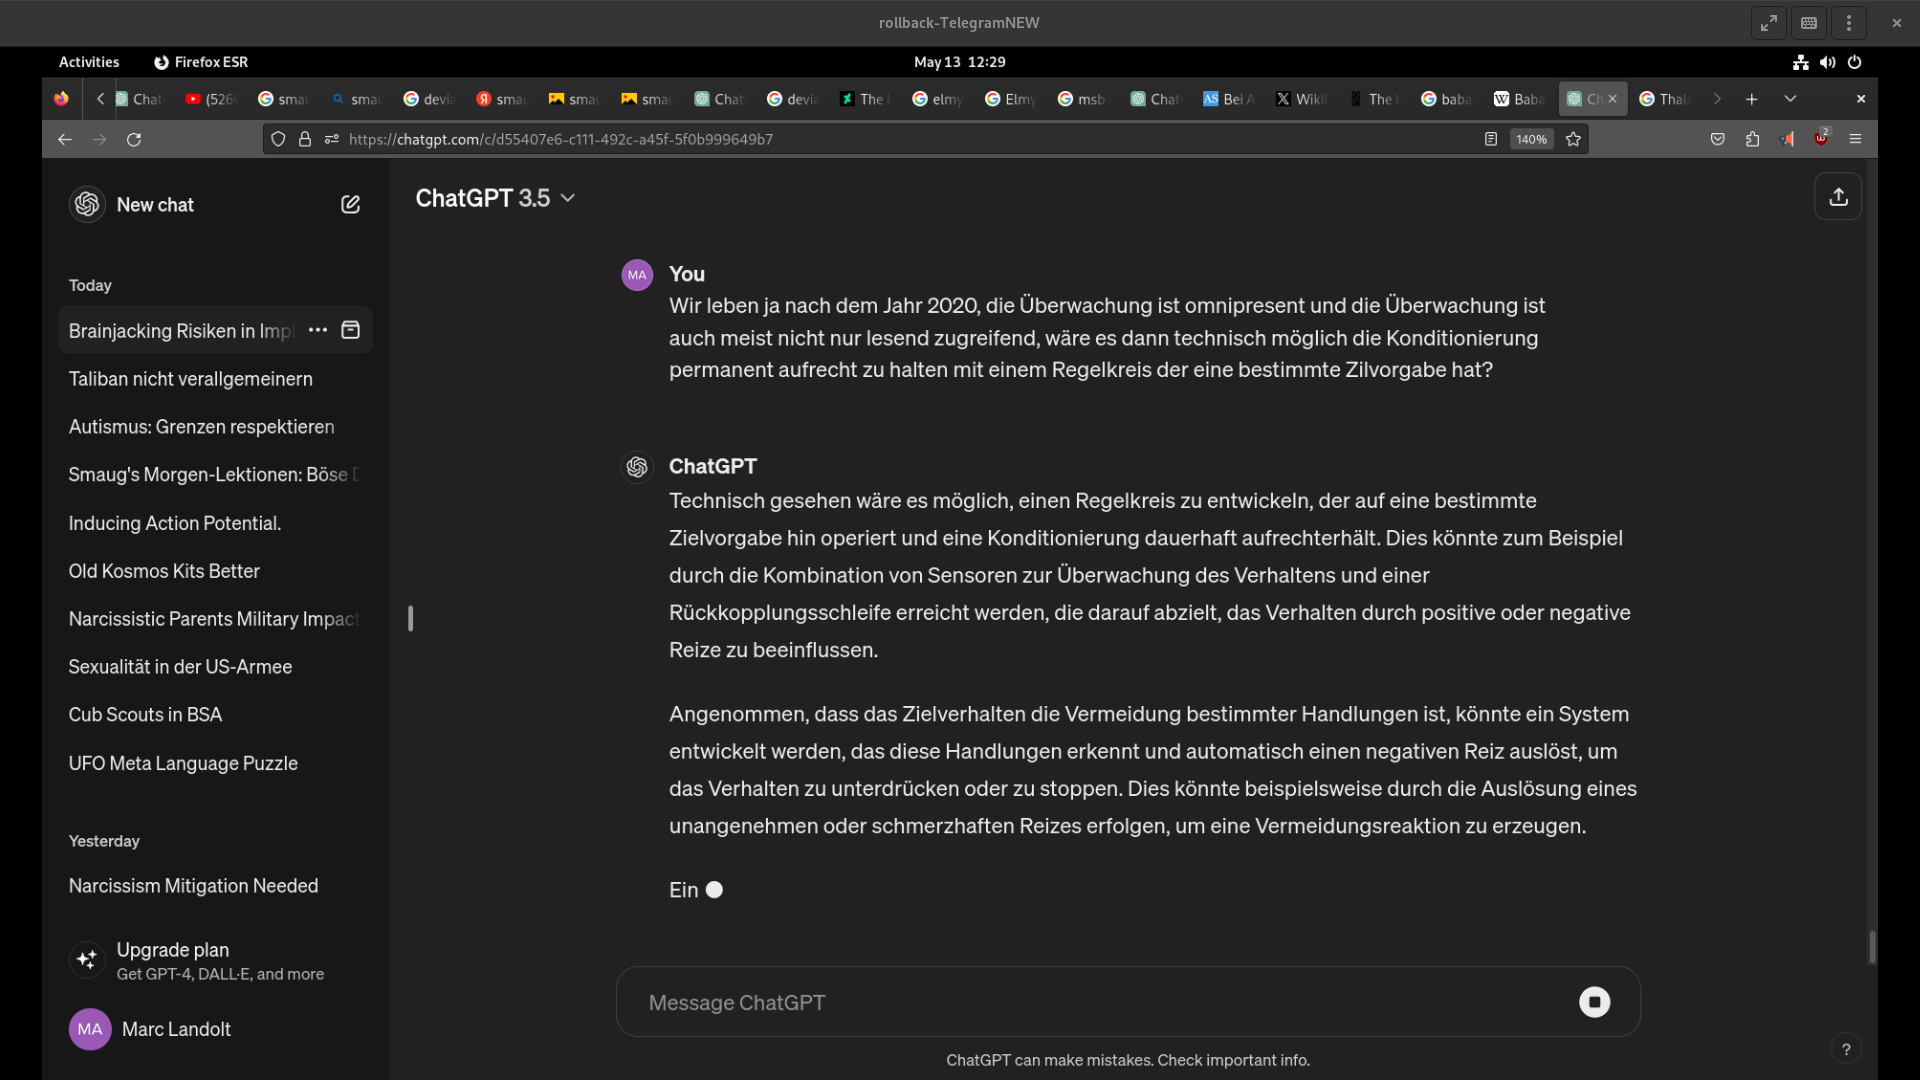 rollback-TelegramNEW
Activities
Firefox ESR
May 13 12:29
Chat
(526
smau
smau
devia
smau
smau
smau
Chat
devia
The
elmy
Elmy
msb
Chat
AS Bei A
Wiki
The
baba
W Baba
Ch
Thala
https://chatgpt.com/c/d55407e6-c111-492c-a45f-5f0b999649b7
140%
2
New chat
ChatGPT 3.5
Today
Brainjacking Risiken in Impl
Taliban nicht verallgemeinern
Autismus: Grenzen respektieren
Smaug's Morgen-Lektionen: Böse D
Inducing Action Potential.
Old Kosmos Kits Better
Narcissistic Parents Military Impact
Sexualität in der US-Armee
Cub Scouts in BSA
UFO Meta Language Puzzle
Yesterday
Narcissism Mitigation Needed
Upgrade plan
Get GPT-4, DALL·E, and more
MA
Marc Landolt
MA
You
Wir leben ja nach dem Jahr 2020, die Überwachung ist omnipresent und die Überwachung ist
auch meist nicht nur lesend zugreifend, wäre es dann technisch möglich die Konditionierung
permanent aufrecht zu halten mit einem Regelkreis der eine bestimmte Zilvorgabe hat?
ChatGPT
Technisch gesehen wäre es möglich, einen Regelkreis zu entwickeln, der auf eine bestimmte
Zielvorgabe hin operiert und eine Konditionierung dauerhaft aufrechterhält. Dies könnte zum Beispiel
durch die Kombination von Sensoren zur Überwachung des Verhaltens und einer
Rückkopplungsschleife erreicht werden, die darauf abzielt, das Verhalten durch positive oder negative
Reize zu beeinflussen.
Angenommen, dass das Zielverhalten die Vermeidung bestimmter Handlungen ist, könnte ein System
entwickelt werden, das diese Handlungen erkennt und automatisch einen negativen Reiz auslöst, um
das Verhalten zu unterdrücken oder zu stoppen. Dies könnte beispielsweise durch die Auslösung eines
unangenehmen oder schmerzhaften Reizes erfolgen, um eine Vermeidungsreaktion zu erzeugen.
Ein
Message ChatGPT
ChatGPT can make mistakes. Check important info.
?